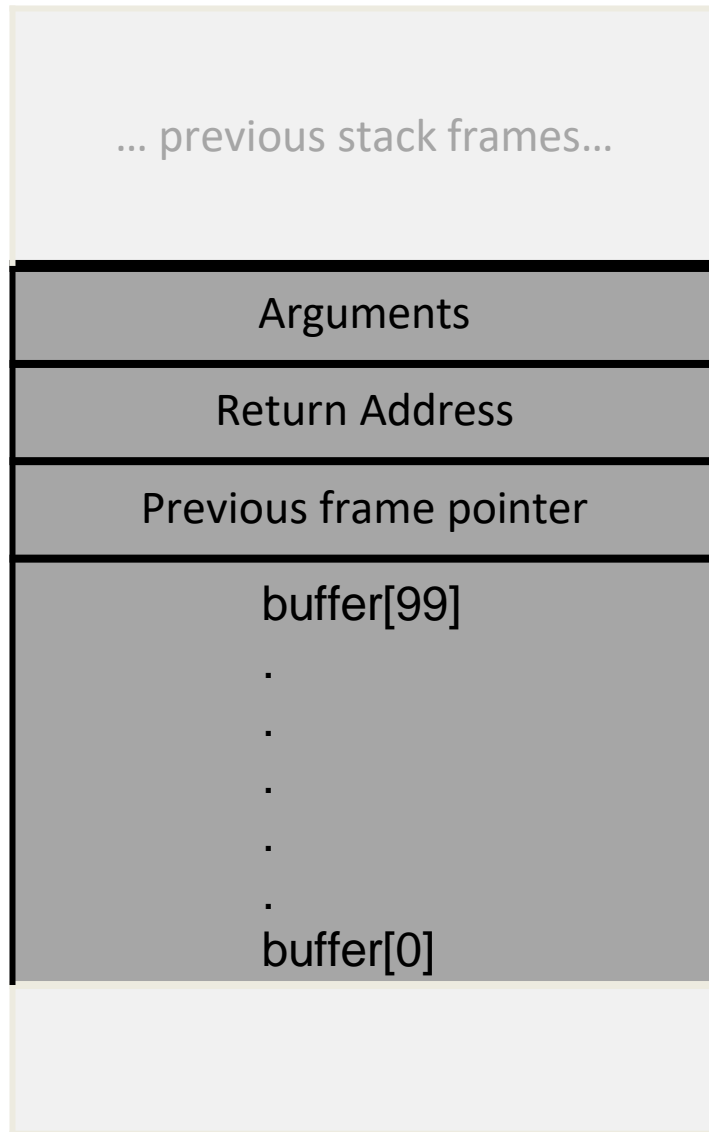 ... previous stack frames...
Arguments
Return Address
Previous frame pointer
buffer[99]
.
.
.
.
.
buffer[0]